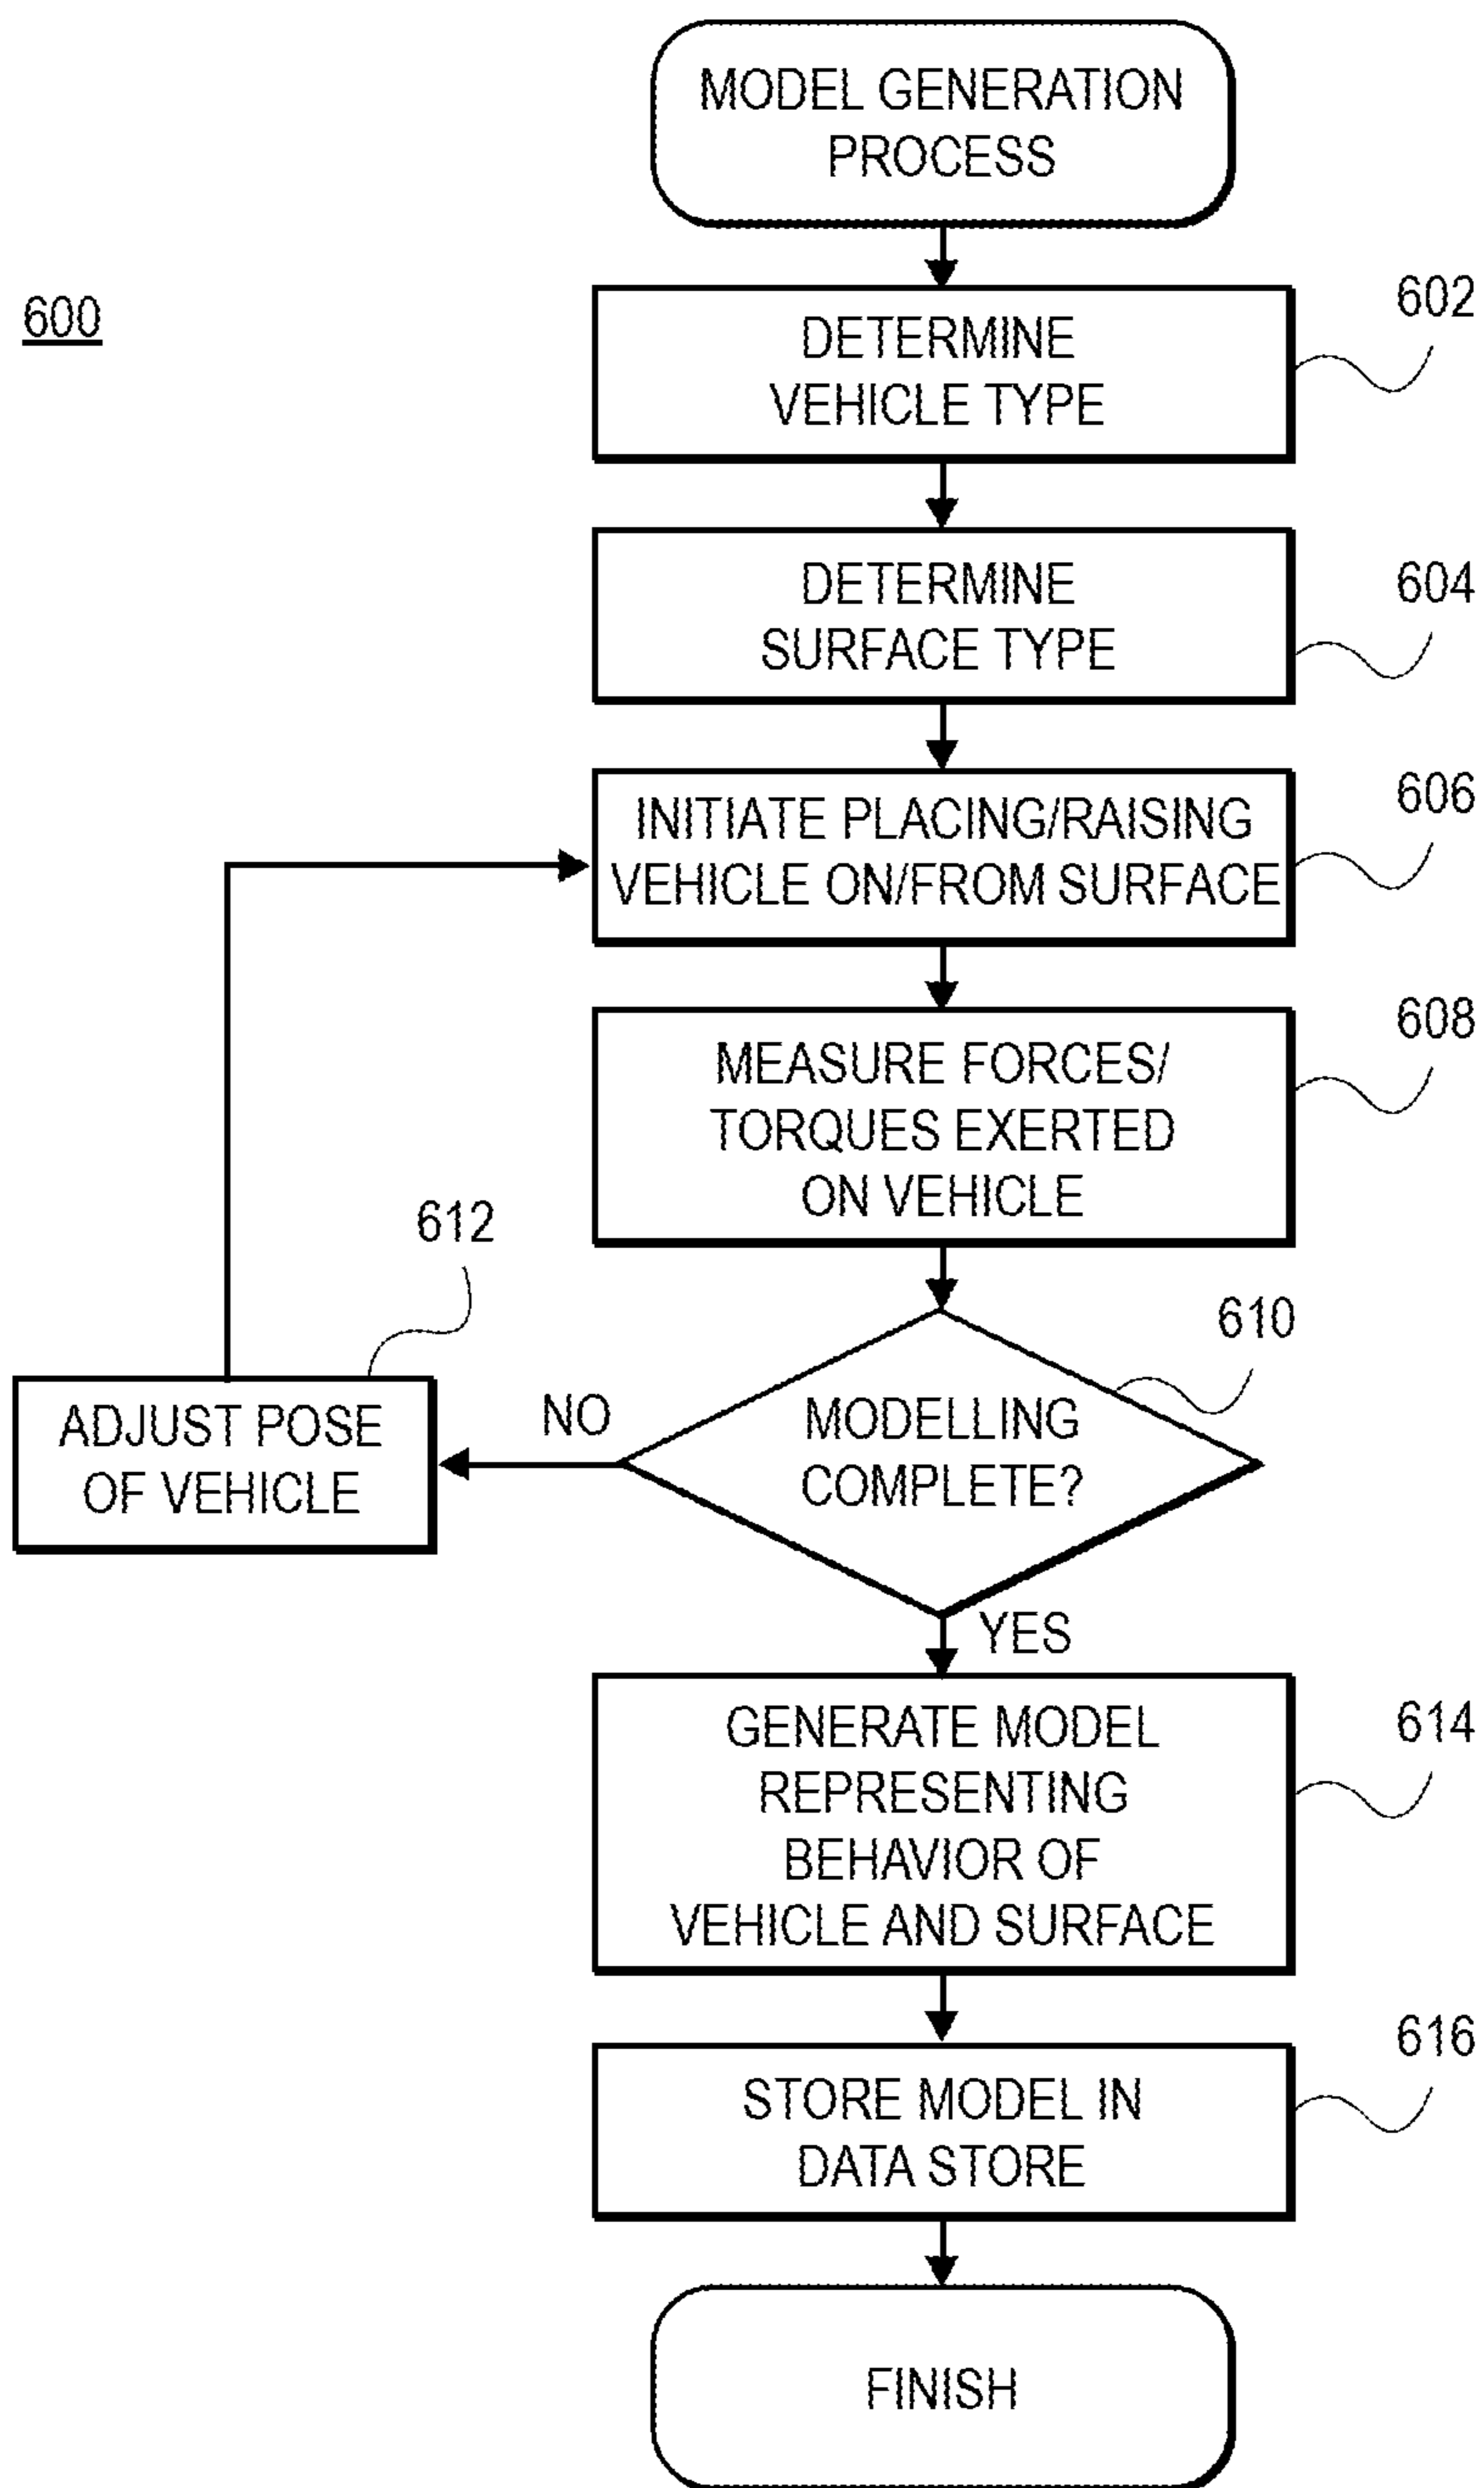 MODEL GENERATION
PROCESS
600
602
DETERMINE
VEHICLE TYPE
604
DETERMINE
SURFACE TYPE
606
INITIATE PLACING/RAISING
VEHICLE ON/FROM SURFACE
608
MEASURE FORCES/
TORQUES EXERTED
ON VEHICLE
612
610
ADJUST POSE
OF VEHICLE
NO
MODELLING
COMPLETE?
YES
614
GENERATE MODEL
REPRESENTING
BEHAVIOR OF
VEHICLE AND SURFACE
616
STORE MODEL IN
DATA STORE
FINISH